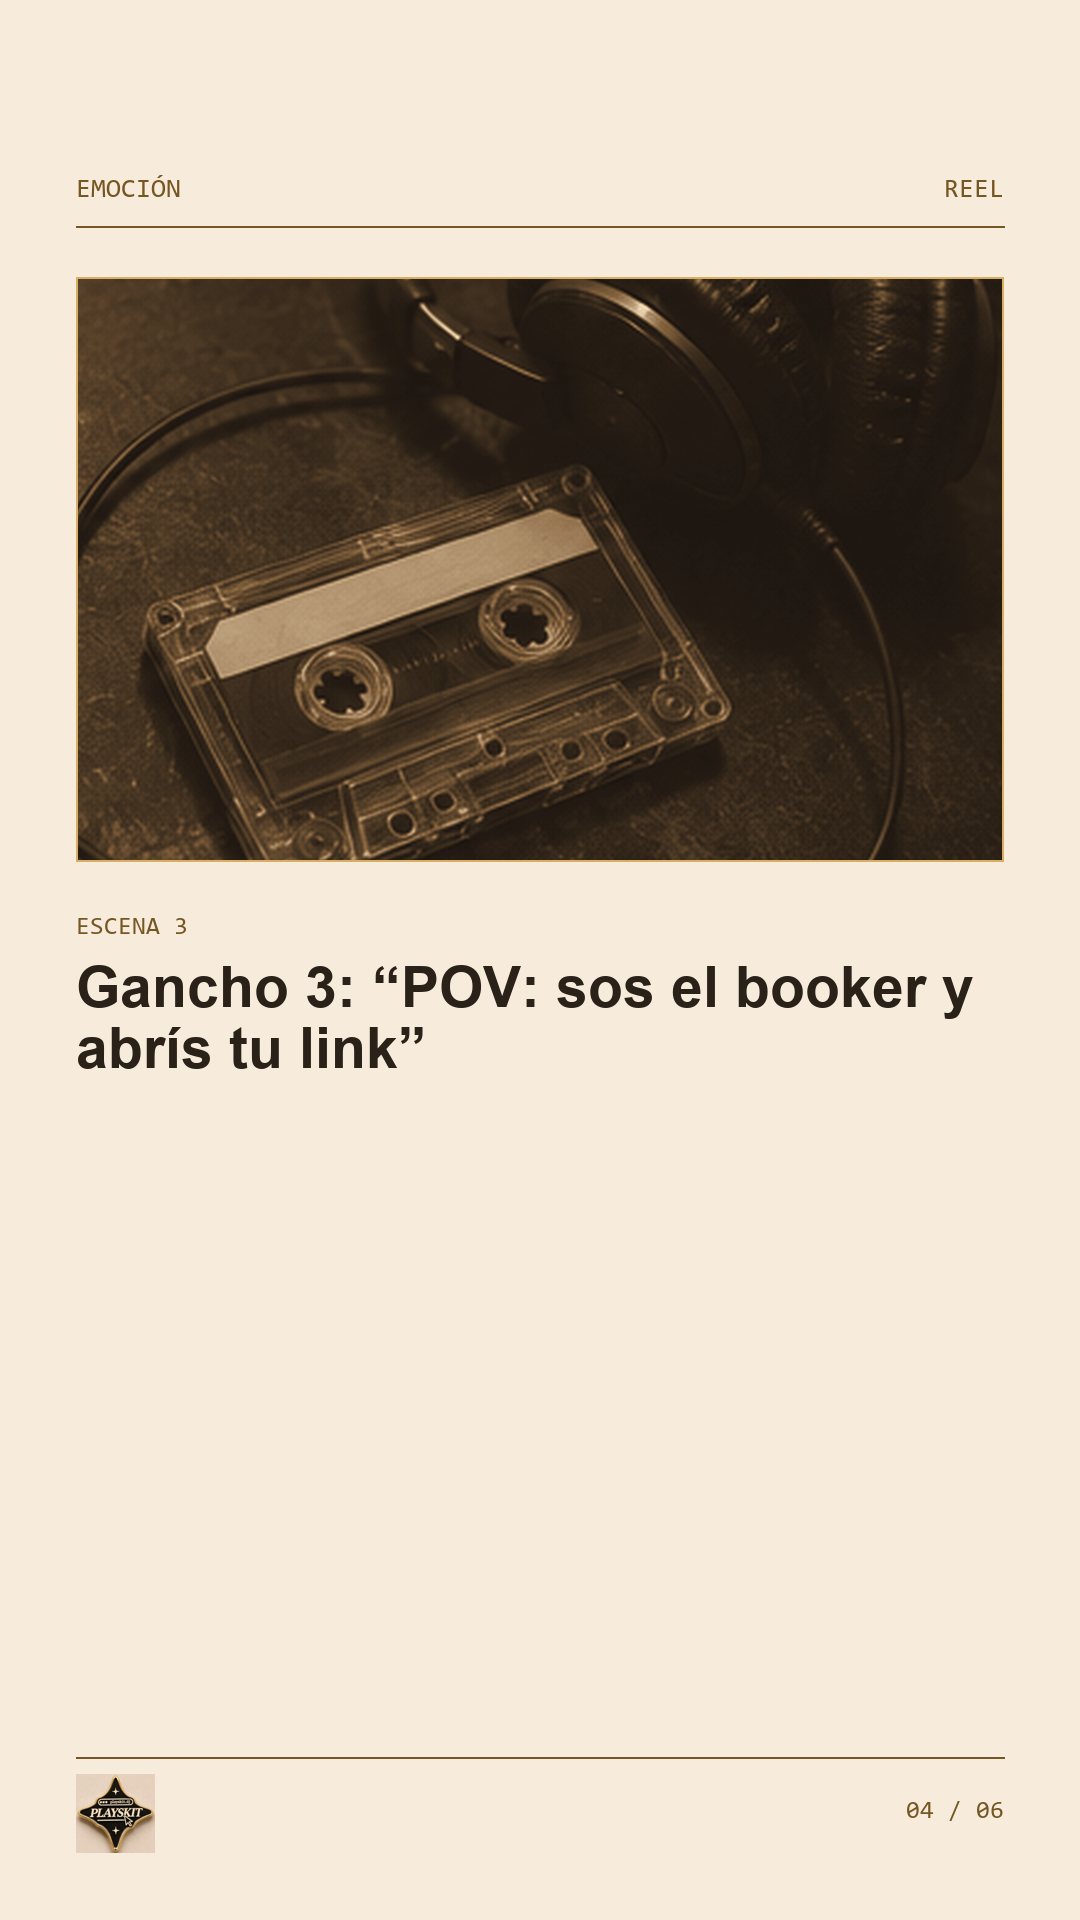 EMOCIÓN
REEL
ESCENA 3
Gancho 3: “POV: sos el booker y
abrís tu link”
PLAYSKIT
04 / 06